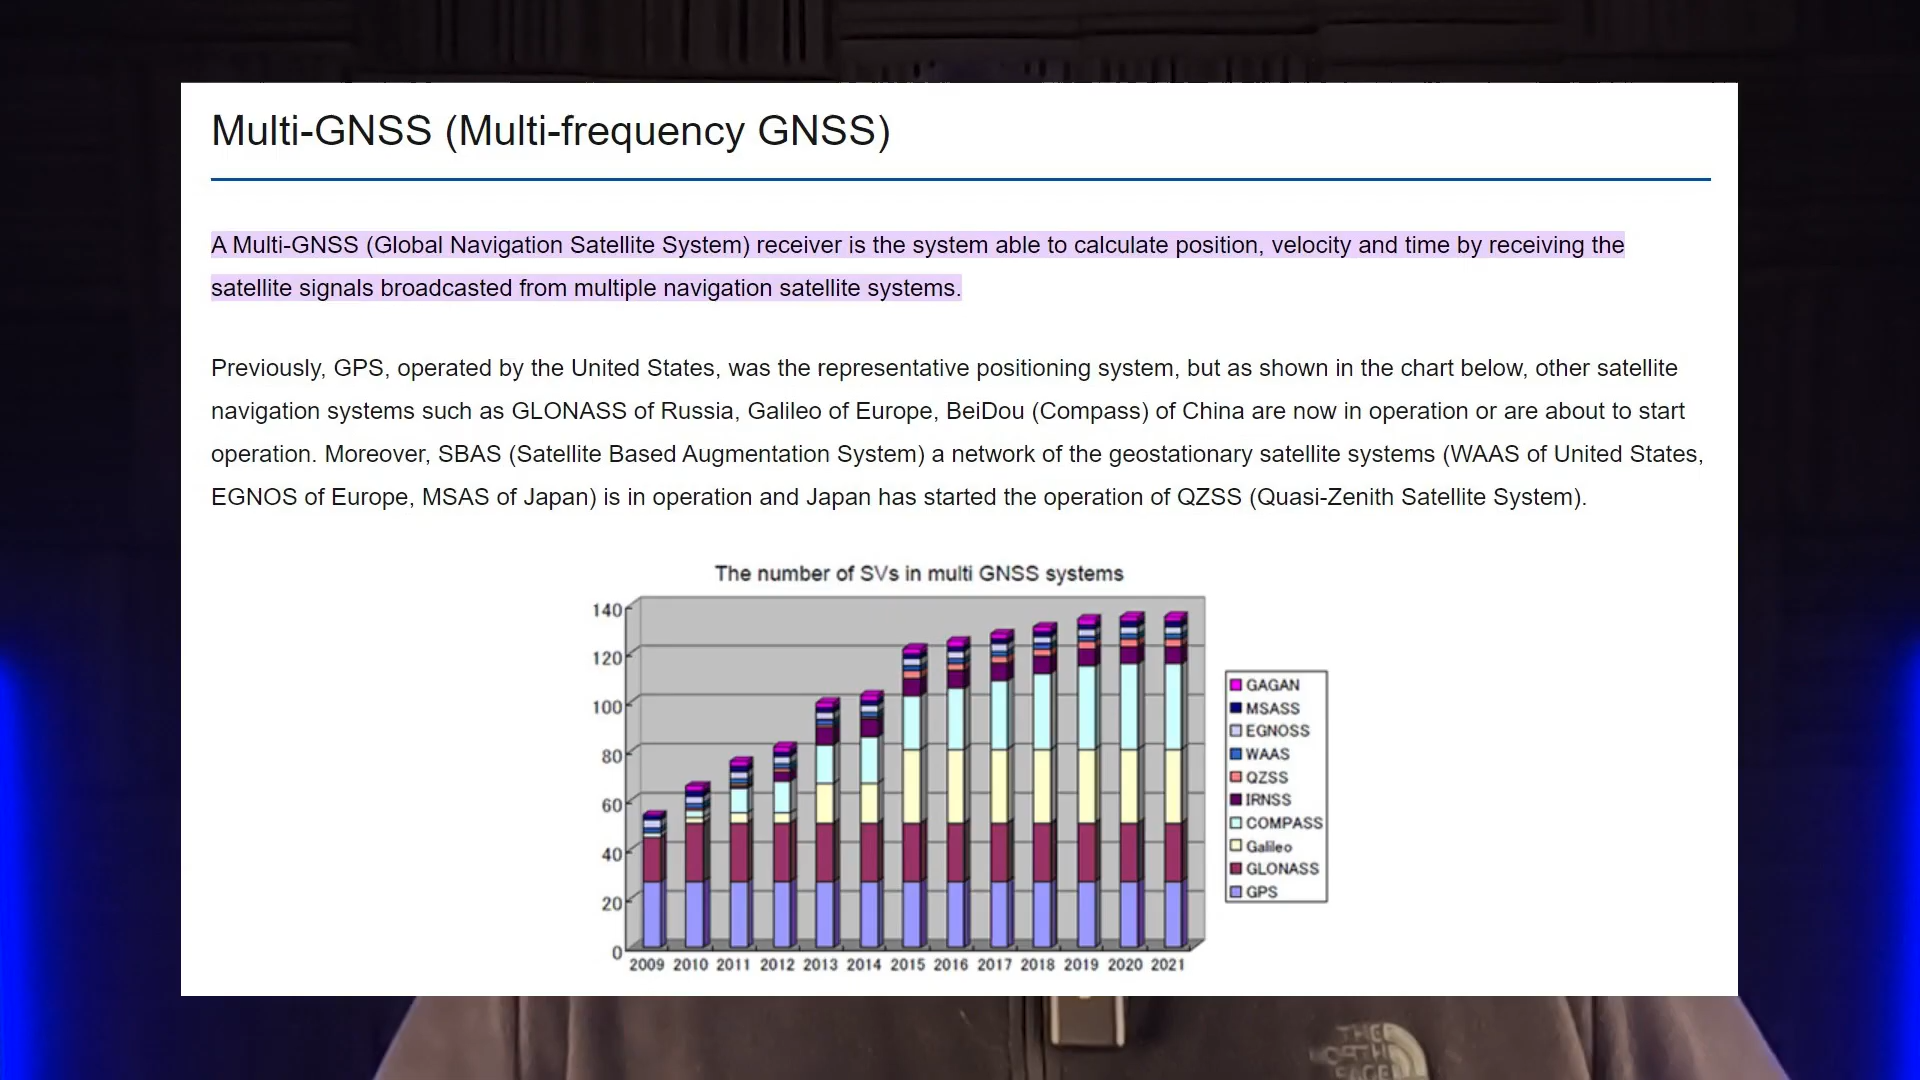 Multi-GNSS (Multi-frequency GNSS)
A Multi-GNSS (Global Navigation Satellite System) receiver is the system able to calculate position, velocity and time by receiving the
satellite signals broadcasted from multiple navigation satellite systems.
Previously, GPS, operated by the United States, was the representative positioning system, but as shown in the chart below, other satellite
navigation systems such as GLONASS of Russia, Galileo of Europe, BeiDou (Compass) of China are now in operation or are about to start
operation. Moreover, SBAS (Satellite Based Augmentation System) a network of the geostationary satellite systems (WAAS of United States,
EGNOS of Europe, MSAS of Japan) is in operation and Japan has started the operation of QZSS (Quasi-Zenith Satellite System).
The number of SVs in multi GNSS systems
140
120
100
80
60
40
20
0
2009 2010 2011 2012 2013 2014 2015 2016 2017 2018 2019 2020 2021
GAGAN
MSASS
EGNOSS
WAAS
QZSS
IRNSS
COMPASS
Galileo
GLONASS
GPS
THE
NORTH
FACE